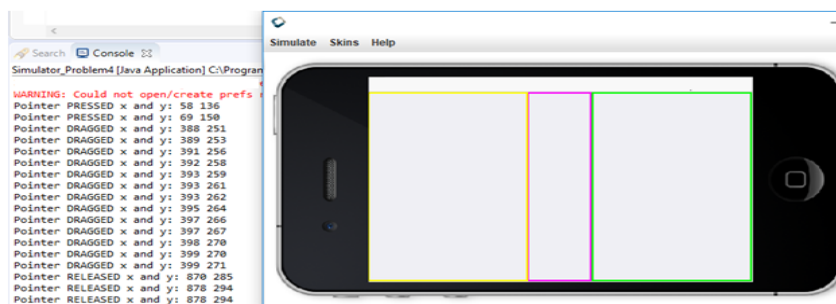 Simulate Skins Help
Search Console
Simulator_Problem4 [Java Application] C:\Program
WARNING: Could not open/create prefs
Pointer PRESSED x and y: 58 136
Pointer PRESSED x and y: 69 150
Pointer DRAGGED x and y: 388 251
Pointer DRAGGED x and y: 389 253
Pointer DRAGGED x and y: 391 256
Pointer DRAGGED x and y: 392 258
Pointer DRAGGED x and y: 393 259
Pointer DRAGGED x and y: 393 261
Pointer DRAGGED x and y: 393 262
Pointer DRAGGED x and y: 395 264
Pointer DRAGGED x and y: 397 266
Pointer DRAGGED x and y: 397 267
Pointer DRAGGED x and y: 398 270
Pointer DRAGGED x and y: 399 270
Pointer DRAGGED x and y: 399 271
Pointer RELEASED x and y: 870 285
Pointer RELEASED x and y: 878 294
Pointer RELEASED x and y: 878 294